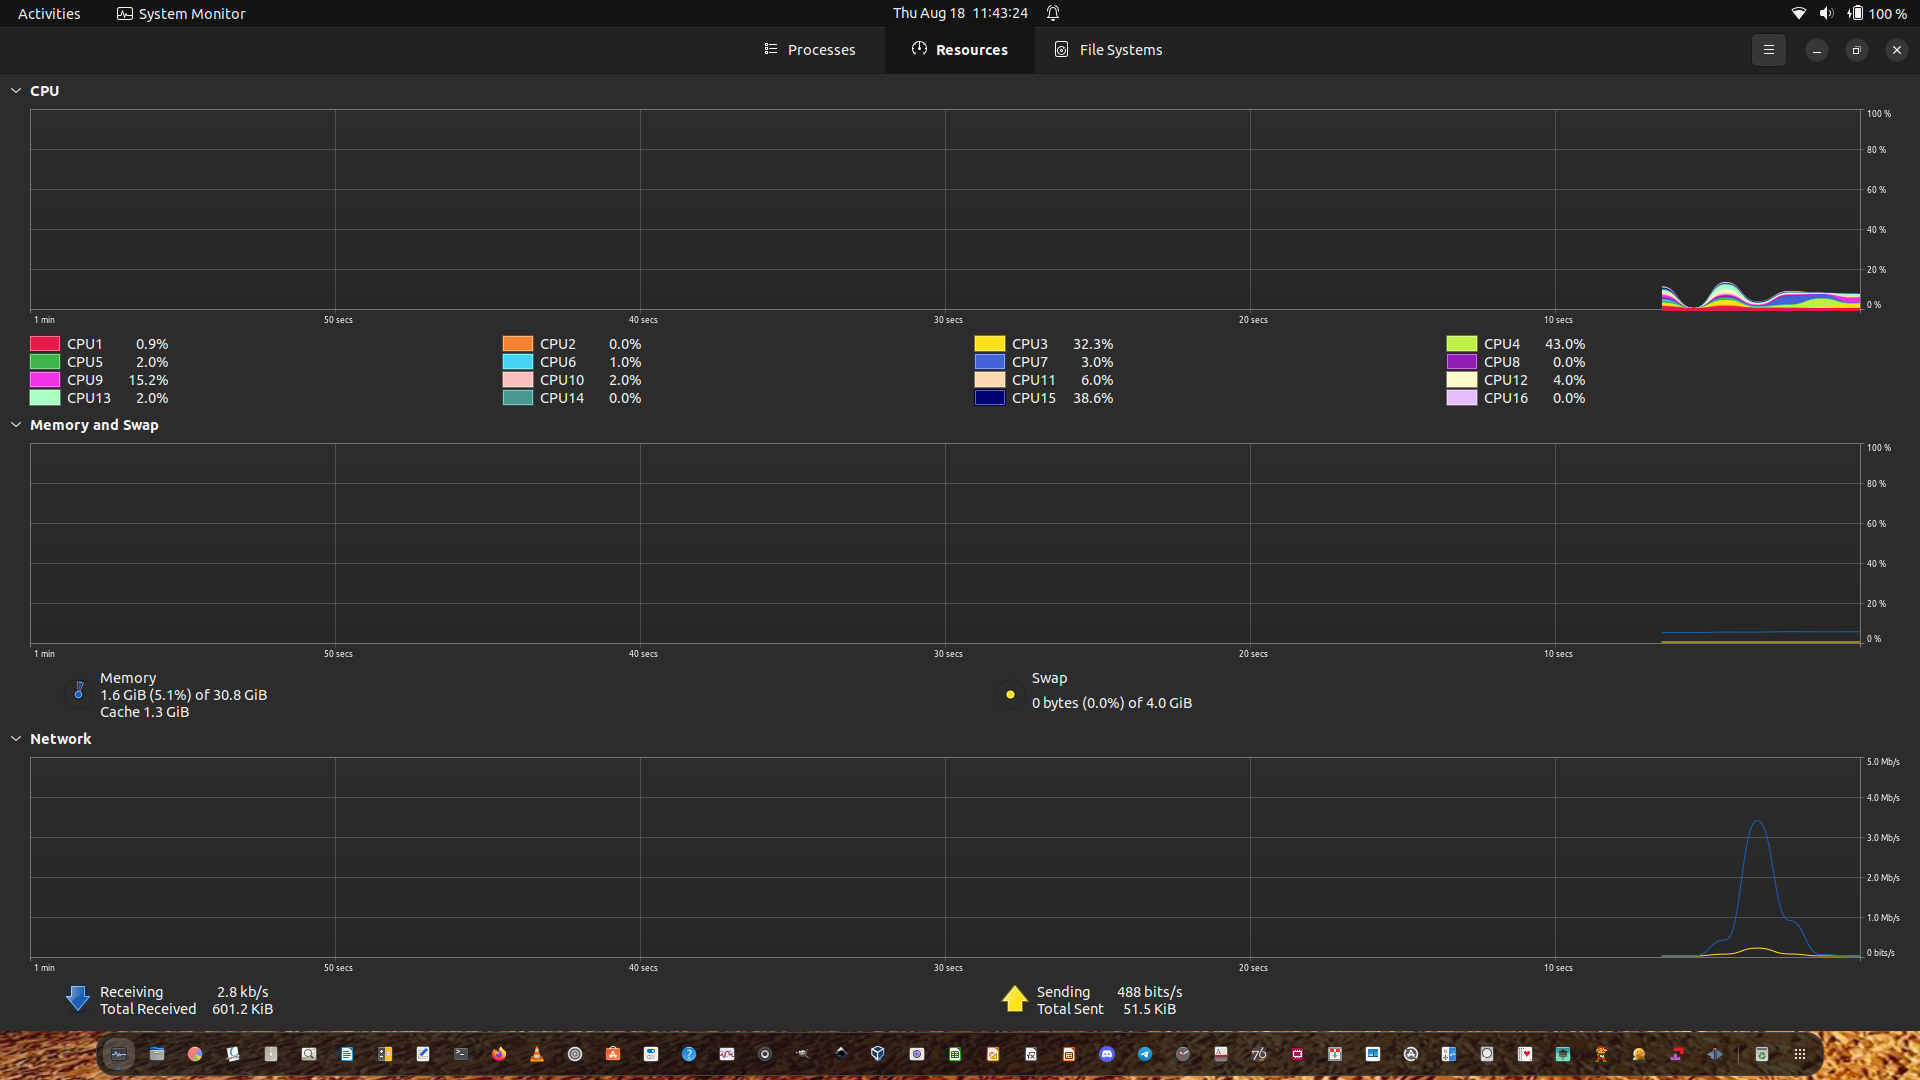 Activities System Monitor Thu Aug 18 11:43:24 100 %
Processes Resources File Systems
CPU
100 %
80 %
60 %
40 %
20 %
0 %
1 min 50 secs 40 secs 30 secs 20 secs 10 secs
CPU1 0.9% CPU2 0.0% CPU3 32.3% CPU4 43.0%
CPU5 2.0% CPU6 1.0% CPU7 3.0% CPU8 0.0%
CPU9 15.2% CPU10 2.0% CPU11 6.0% CPU12 4.0%
CPU13 2.0% CPU14 0.0% CPU15 38.6% CPU16 0.0%
Memory and Swap
100 %
80 %
60 %
40 %
20 %
0 %
1 min 50 secs 40 secs 30 secs 20 secs 10 secs
Memory
1.6 GiB (5.1%) of 30.8 GiB
Cache 1.3 GiB
Swap
0 bytes (0.0%) of 4.0 GiB
Network
5.0 Mb/s
4.0 Mb/s
3.0 Mb/s
2.0 Mb/s
1.0 Mb/s
0 bits/s
1 min 50 secs 40 secs 30 secs 20 secs 10 secs
Receiving 2.8 kb/s
Total Received 601.2 KiB
Sending 488 bits/s
Total Sent 51.5 KiB